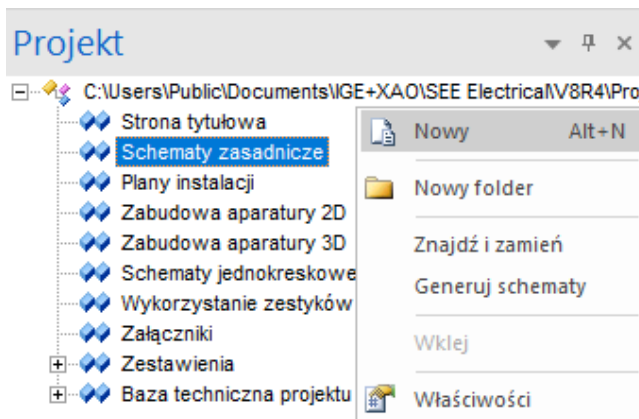 Projekt
C:\Users\Public\Documents\IGE+XAO\SEE Electrical\V8R4\Pro
Strona tytułowa
Schematy zasadnicze
Plany instalacji
Zabudowa aparatury 2D
Zabudowa aparatury 3D
Schematy jednokreskowe
Wykorzystanie zestyków
Załączniki
Zestawienia
Baza techniczna projektu
Nowy Alt+N
Nowy folder
Znajdź i zamień
Generuj schematy
Wklej
Właściwości